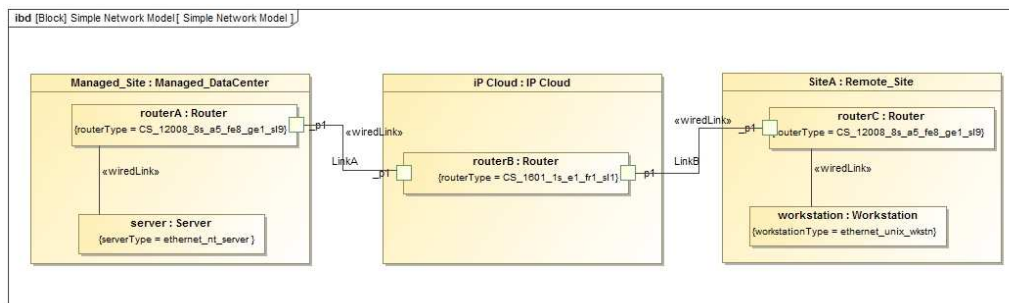 ibd [Block] Simple Network Model [ Simple Network Model ]
Managed_Site : Managed_DataCenter
routerA : Router
{routerType = CS_12008_8s_a5_fe8_ge1_sl9}
_p1
«wiredLink»
server : Server
{serverType = ethernet_nt_server }
«wiredLink»
LinkA
_p1
iP Cloud : IP Cloud
routerB : Router
{routerType = CS_1601_1s_e1_fr1_sl1}
p1
«wiredLink»
LinkB
_p1
SiteA : Remote_Site
routerC : Router
routerType = CS_12008_8s_a5_fe8_ge1_sl9}
«wiredLink»
workstation : Workstation
{workstationType = ethernet_unix_wkstn}